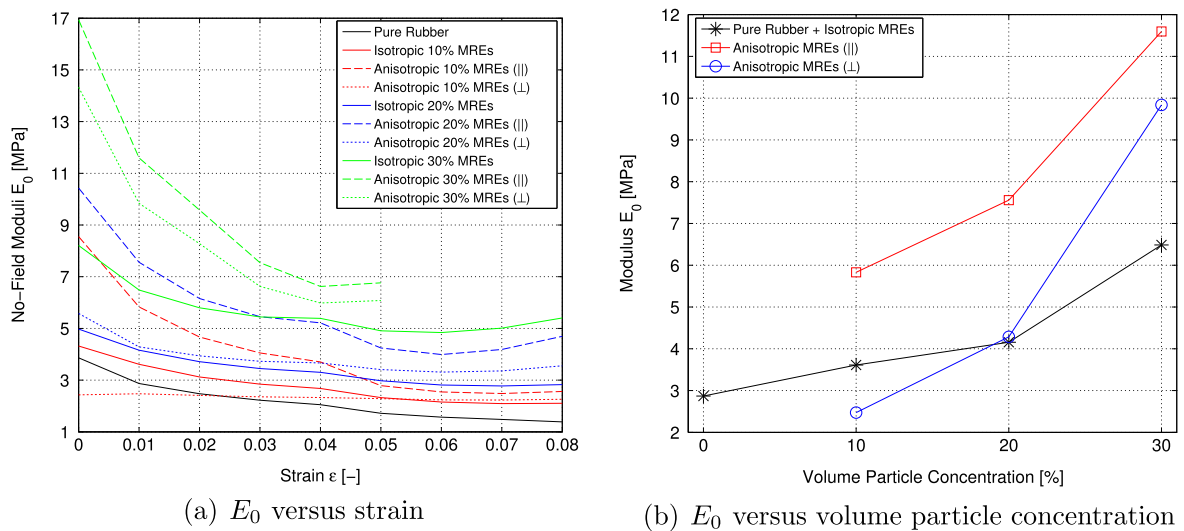 17
15
13
11
9
7
5
3
1
No-Field Moduli E0 [MPa]
Pure Rubber
Isotropic 10% MREs
Anisotropic 10% MREs (||)
Anisotropic 10% MREs (⊥)
Isotropic 20% MREs
Anisotropic 20% MREs (||)
Anisotropic 20% MREs (⊥)
Isotropic 30% MREs
Anisotropic 30% MREs (||)
Anisotropic 30% MREs (⊥)
0 0.01 0.02 0.03 0.04 0.05 0.06 0.07 0.08
Strain ε [-]
(a) E0 versus strain
12
11
10
9
8
7
6
5
4
3
2
Modulus E0 [MPa]
Pure Rubber + Isotropic MREs
Anisotropic MREs (||)
Anisotropic MREs (⊥)
0 10 20 30
Volume Particle Concentration [%]
(b) E0 versus volume particle concentration